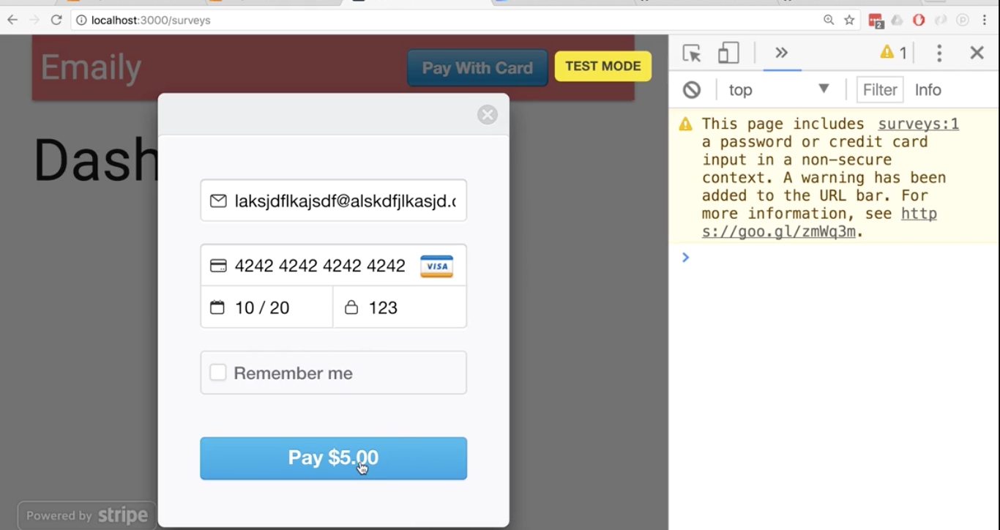 localhost:3000/surveys
2
Emaily
Pay With Card
TEST MODE
Dash
laksjdflkajsdf@alskdfjlkasjd.
4242 4242 4242 4242
VISA
10 / 20
123
Remember me
Pay $5.00
Powered by stripe
1
top
Filter
Info
This page includes surveys:1
a password or credit card
input in a non-secure
context. A warning has been
added to the URL bar. For
more information, see http
s://goo.gl/zmWq3m.